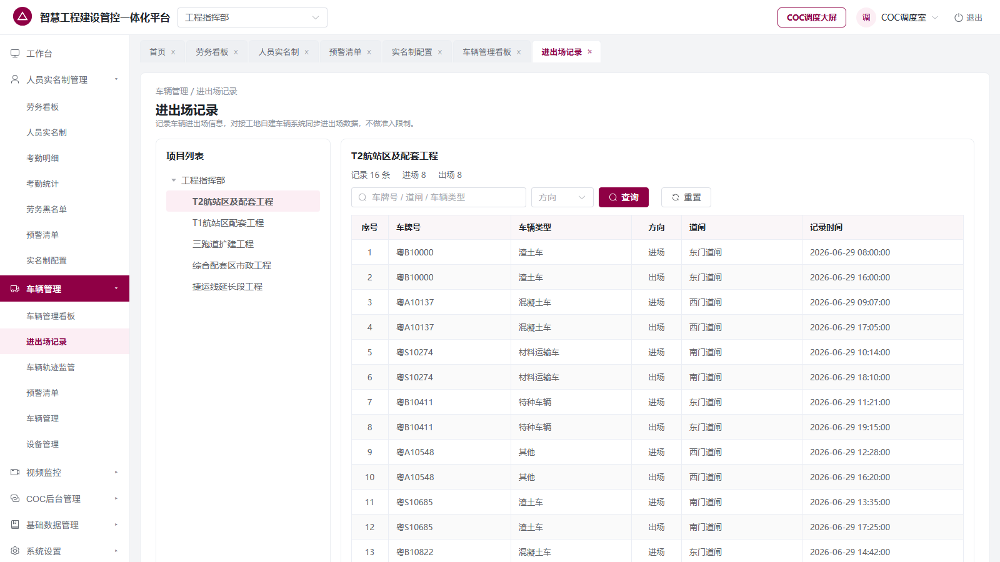 智慧工程建设管控一体化平台
工程指挥部
COC调度大屏
调
COC调度室
退出
工作台
人员实名制管理
劳务看板
人员实名制
考勤明细
考勤统计
劳务黑名单
预警清单
实名制配置
车辆管理
车辆管理看板
进出场记录
车辆轨迹监管
预警清单
车辆管理
设备管理
视频监控
COC后台管理
基础数据管理
系统设置
首页 劳务看板 人员实名制 预警清单 实名制配置 车辆管理看板 进出场记录
车辆管理 / 进出场记录
进出场记录
记录车辆进出场信息，对接工地自建车辆系统同步进出场数据，不做准入限制。
项目列表
工程指挥部
T2航站区及配套工程
T1航站区配套工程
三跑道扩建工程
综合配套区市政工程
捷运线延长段工程
T2航站区及配套工程
记录 16 条 进场 8 出场 8
车牌号 / 道闸 / 车辆类型 方向 查询 重置
序号 车牌号 车辆类型 方向 道闸 记录时间
1 粤B10000 渣土车 进场 东门道闸 2026-06-29 08:00:00
2 粤B10000 渣土车 出场 东门道闸 2026-06-29 16:00:00
3 粤A10137 混凝土车 进场 西门道闸 2026-06-29 09:07:00
4 粤A10137 混凝土车 出场 西门道闸 2026-06-29 17:05:00
5 粤S10274 材料运输车 进场 南门道闸 2026-06-29 10:14:00
6 粤S10274 材料运输车 出场 南门道闸 2026-06-29 18:10:00
7 粤B10411 特种车辆 进场 东门道闸 2026-06-29 11:21:00
8 粤B10411 特种车辆 出场 东门道闸 2026-06-29 19:15:00
9 粤A10548 其他 进场 西门道闸 2026-06-29 12:28:00
10 粤A10548 其他 出场 西门道闸 2026-06-29 16:20:00
11 粤S10685 渣土车 进场 南门道闸 2026-06-29 13:35:00
12 粤S10685 渣土车 出场 南门道闸 2026-06-29 17:25:00
13 粤B10822 混凝土车 进场 东门道闸 2026-06-29 14:42:00